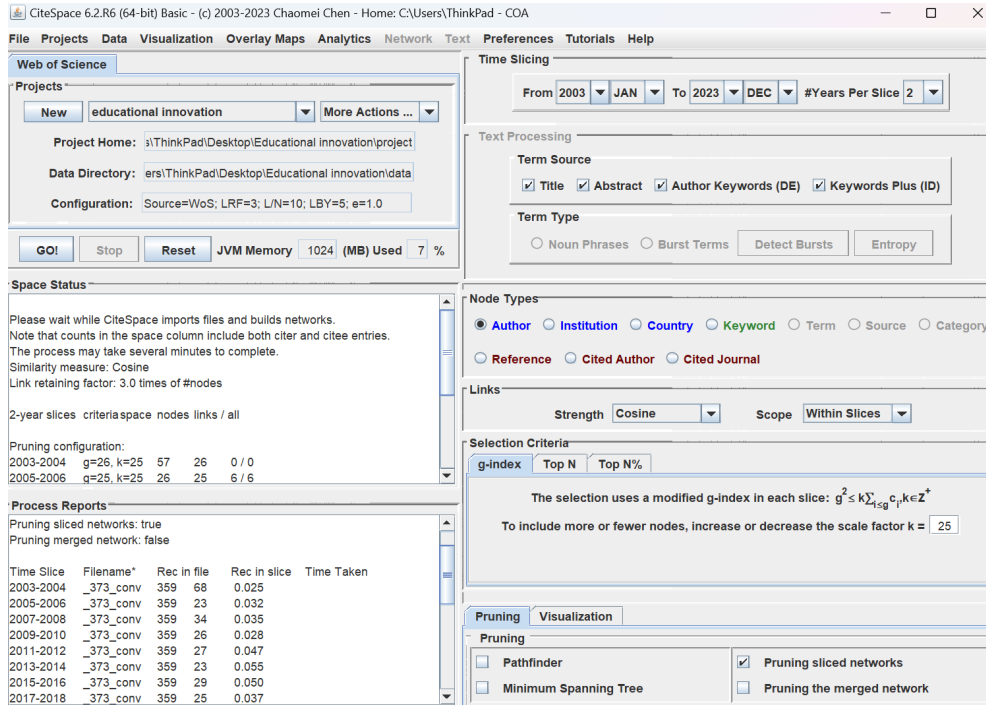 CiteSpace 6.2.R6 (64-bit) Basic - (c) 2003-2023 Chaomei Chen - Home: C:\Users\ThinkPad - COA
File Projects Data Visualization Overlay Maps Analytics Network Text Preferences Tutorials Help
Web of Science
Projects
New educational innovation More Actions ...
Project Home: s\ThinkPad\Desktop\Educational innovation\project
Data Directory: ers\ThinkPad\Desktop\Educational innovation\data
Configuration: Source=WoS; LRF=3; L/N=10; LBY=5; e=1.0
GO! Stop Reset JVM Memory 1024 (MB) Used 7 %
Space Status
Please wait while CiteSpace imports files and builds networks.
Note that counts in the space column include both citer and citee entries.
The process may take several minutes to complete.
Similarity measure: Cosine
Link retaining factor: 3.0 times of #nodes
2-year slices criteria space nodes links / all
Pruning configuration:
2003-2004 g=26, k=25 57 26 0 / 0
2005-2006 g=25, k=25 26 25 6 / 6
Process Reports
Pruning sliced networks: true
Pruning merged network: false
Time Slice Filename* Rec in file Rec in slice Time Taken
2003-2004 _373_conv 359 68 0.025
2005-2006 _373_conv 359 23 0.032
2007-2008 _373_conv 359 34 0.035
2009-2010 _373_conv 359 26 0.028
2011-2012 _373_conv 359 27 0.047
2013-2014 _373_conv 359 23 0.055
2015-2016 _373_conv 359 29 0.050
2017-2018 _373_conv 359 25 0.037
Time Slicing
From 2003 JAN To 2023 DEC #Years Per Slice 2
Text Processing
Term Source
Title Abstract Author Keywords (DE) Keywords Plus (ID)
Term Type
Noun Phrases Burst Terms Detect Bursts Entropy
Node Types
Author Institution Country Keyword Term Source Category
Reference Cited Author Cited Journal
Links
Strength Cosine Scope Within Slices
Selection Criteria
g-index Top N Top N%
The selection uses a modified g-index in each slice: g² ≤ k∑i≤g ci, k∈Z⁺
To include more or fewer nodes, increase or decrease the scale factor k = 25
Pruning Visualization
Pruning
Pathfinder Pruning sliced networks
Minimum Spanning Tree Pruning the merged network